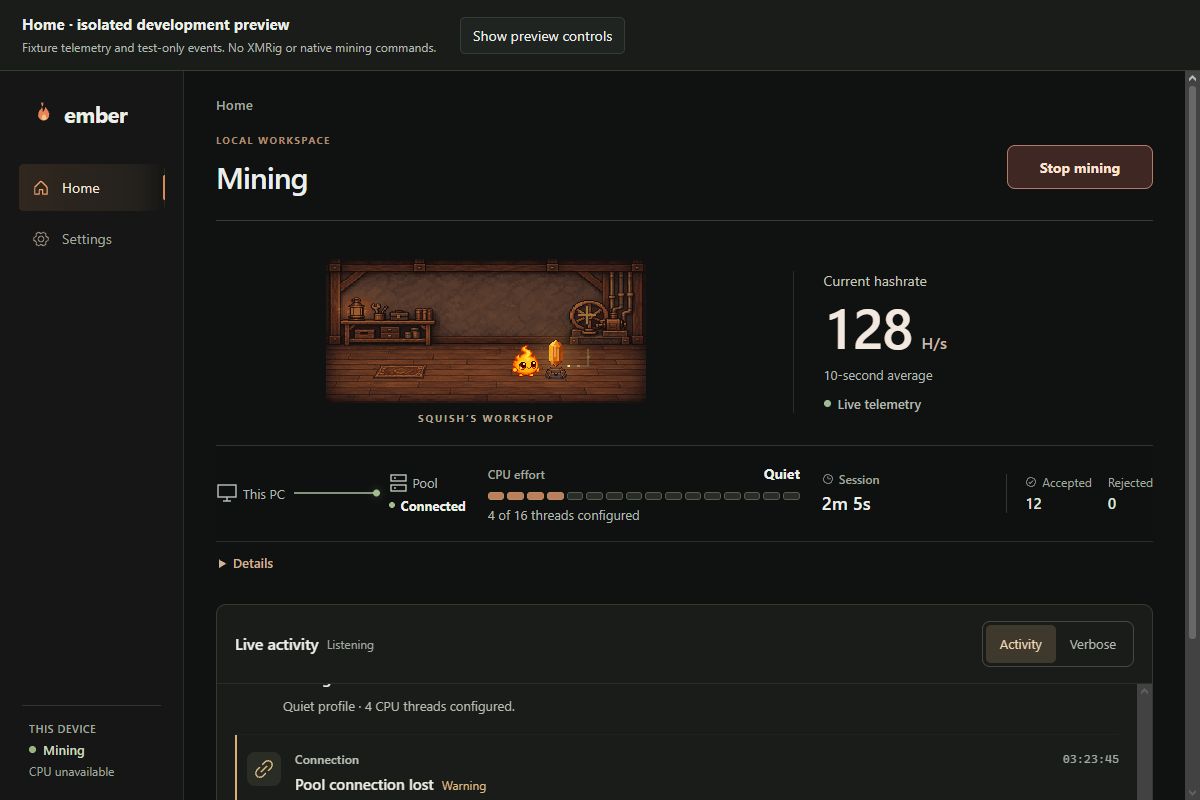 Home · isolated development preview
Fixture telemetry and test-only events. No XMRig or native mining commands.
Show preview controls
ember
Home
Settings
THIS DEVICE
Mining
CPU unavailable
Home
LOCAL WORKSPACE
Mining
Stop mining
SQUISH'S WORKSHOP
Current hashrate
128 H/s
10-second average
Live telemetry
This PC
Pool
Connected
CPU effort
Quiet
4 of 16 threads configured
Session
2m 5s
Accepted
12
Rejected
0
Details
Live activity Listening
Activity
Verbose
Quiet profile · 4 CPU threads configured.
Connection
03:23:45
Pool connection lost Warning